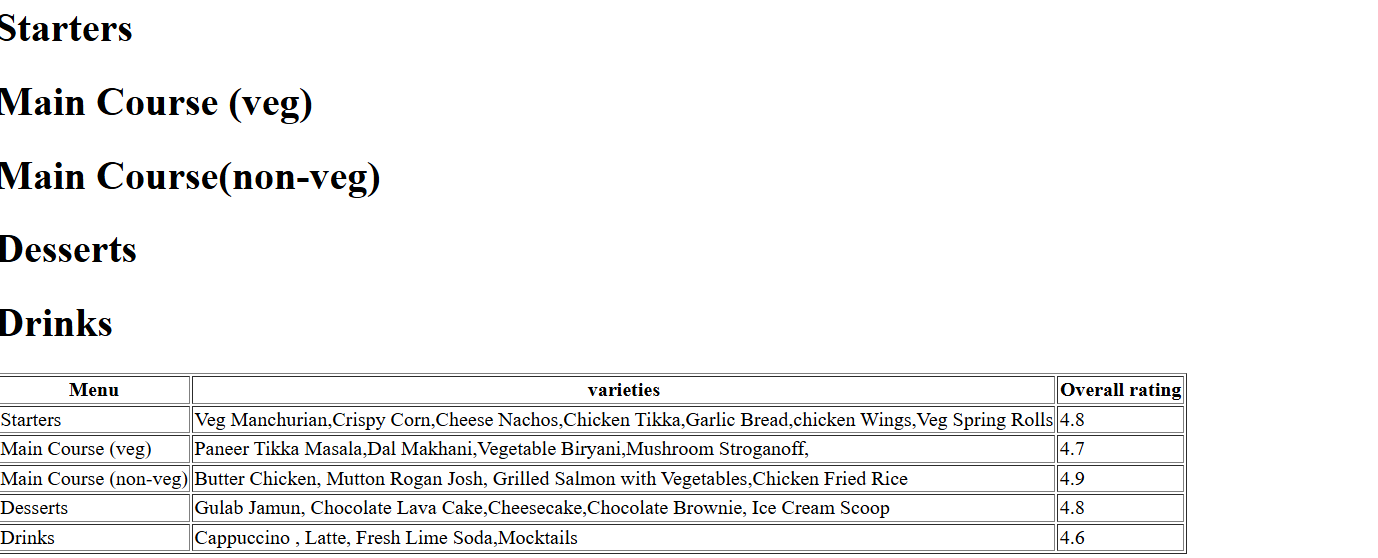 Starters
Main Course (veg)
Main Course(non-veg)
Desserts
Drinks
Menu varieties Overall rating
Starters Veg Manchurian,Crispy Corn,Cheese Nachos,Chicken Tikka,Garlic Bread,chicken Wings,Veg Spring Rolls 4.8
Main Course (veg) Paneer Tikka Masala,Dal Makhani,Vegetable Biryani,Mushroom Stroganoff, 4.7
Main Course (non-veg) Butter Chicken, Mutton Rogan Josh, Grilled Salmon with Vegetables,Chicken Fried Rice 4.9
Desserts Gulab Jamun, Chocolate Lava Cake,Cheesecake,Chocolate Brownie, Ice Cream Scoop 4.8
Drinks Cappuccino , Latte, Fresh Lime Soda,Mocktails 4.6